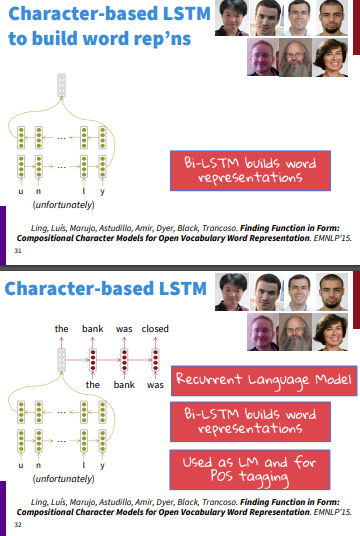 Character-based LSTM
to build word rep’ns
...
...
u n l y
(unfortunately)
Bi-LSTM builds word
representations
Ling, Luís, Marujo, Astudillo, Amir, Dyer, Black, Trancoso. Finding Function in Form:
Compositional Character Models for Open Vocabulary Word Representation. EMNLP’15.
31
Character-based LSTM
the bank was closed
the bank was
...
...
u n l y
(unfortunately)
Recurrent Language Model
Bi-LSTM builds word
representations
Used as LM and for
POS tagging
Ling, Luís, Marujo, Astudillo, Amir, Dyer, Black, Trancoso. Finding Function in Form:
Compositional Character Models for Open Vocabulary Word Representation. EMNLP’15.
32